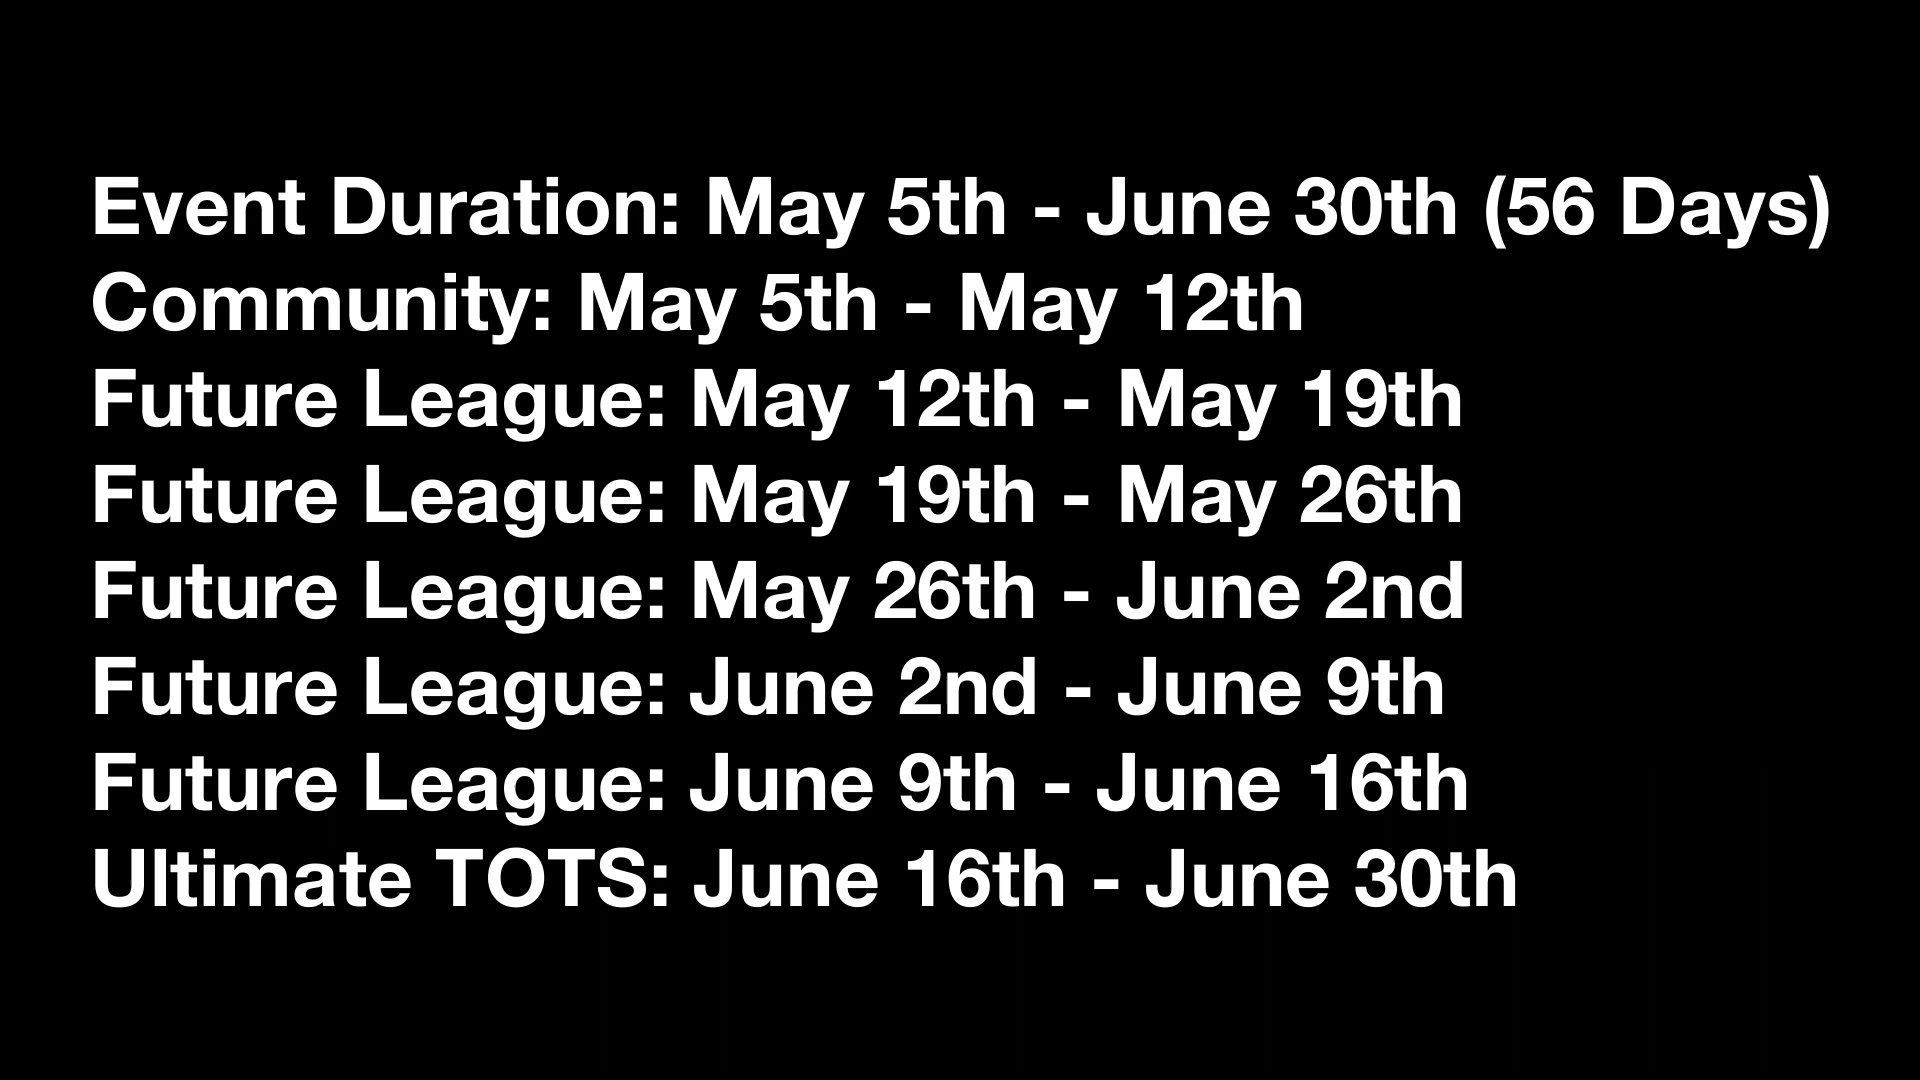 Event Duration: May 5th - June 30th (56 Days)
Community: May 5th - May 12th
Future League: May 12th - May 19th
Future League: May 19th - May 26th
Future League: May 26th - June 2nd
Future League: June 2nd - June 9th
Future League: June 9th - June 16th
Ultimate TOTS: June 16th - June 30th